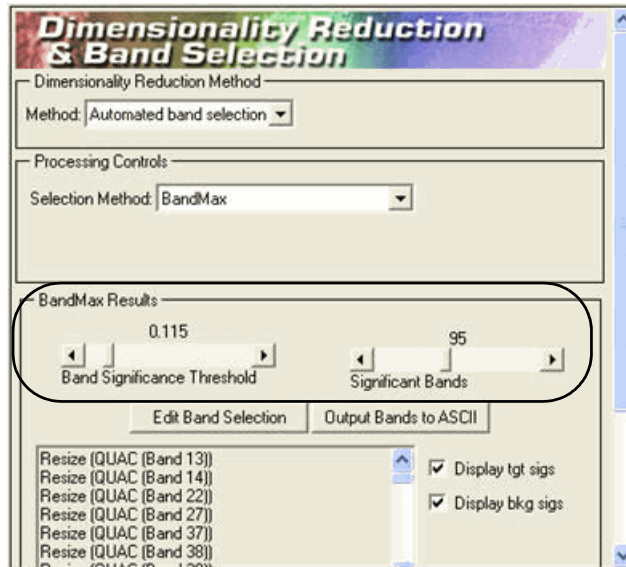 Dimensionality Reduction
& Band Selection
Dimensionality Reduction Method
Method: Automated band selection
Processing Controls
Selection Method: BandMax
BandMax Results
0.115 95
Band Significance Threshold Significant Bands
Edit Band Selection Output Bands to ASCII
Resize (QUAC (Band 13))
Resize (QUAC (Band 14))
Resize (QUAC (Band 22))
Resize (QUAC (Band 27))
Resize (QUAC (Band 37))
Resize (QUAC (Band 38))
Display tgt sigs
Display bkg sigs